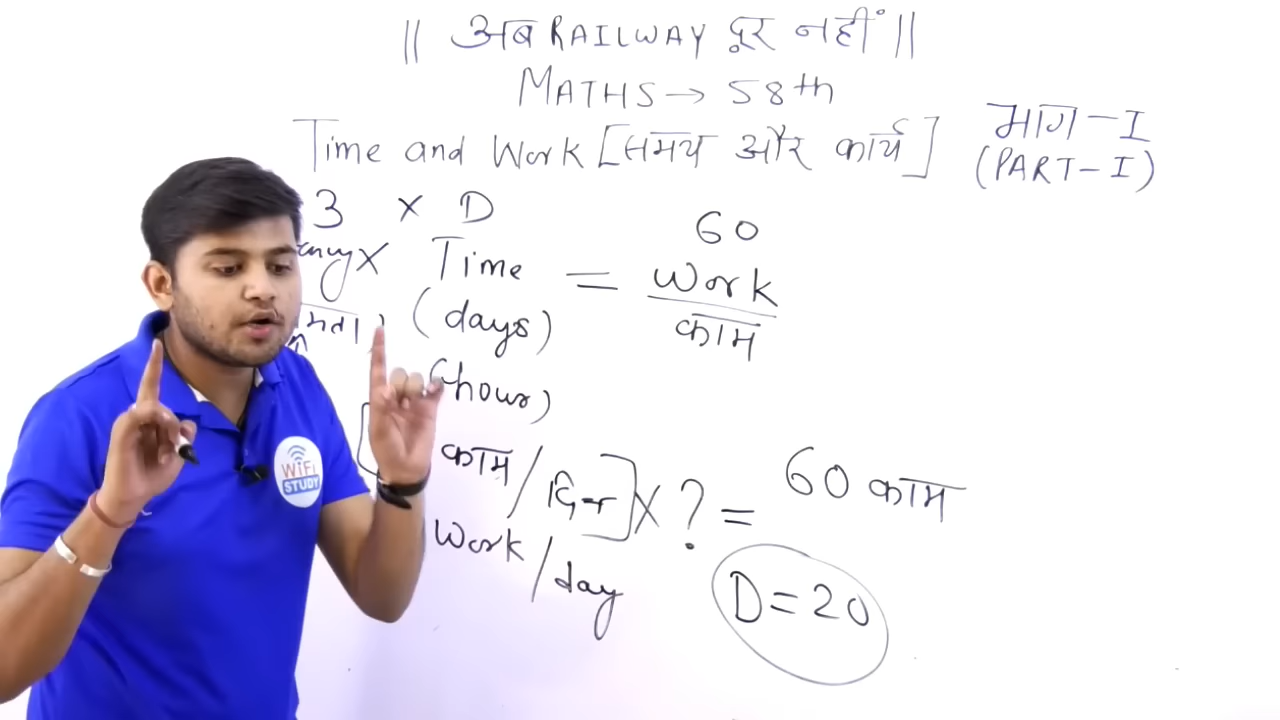 || अब RAILWAY दूर नहीं ||
MATHS → 58th
Time and Work [समय और कार्य]
भाग-I
(PART-I)
3 × D
60
× Time = Work
काम
(days)
(hour)
काम/दिन] × ? = 60 काम
Work/day
D=20
WiFi
STUDY